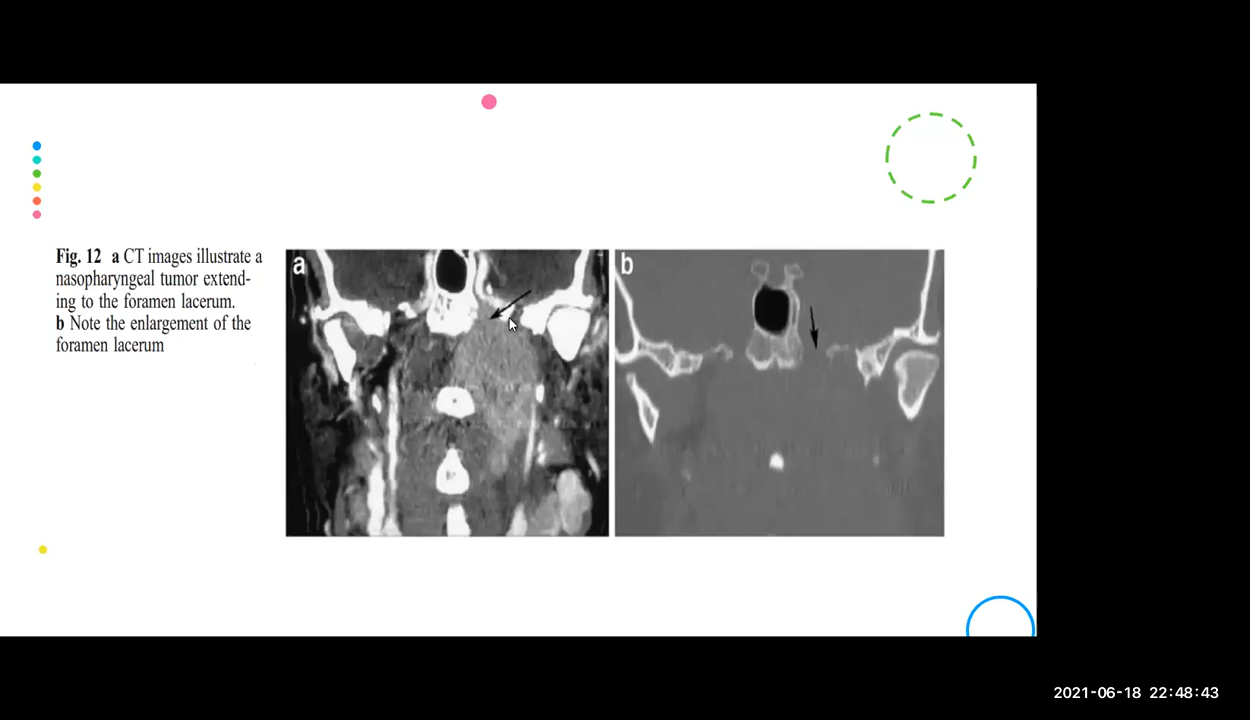 Fig. 12 a CT images illustrate a
nasopharyngeal tumor extend-
ing to the foramen lacerum.
b Note the enlargement of the
foramen lacerum
a
b
2021-06-18 22:48:43